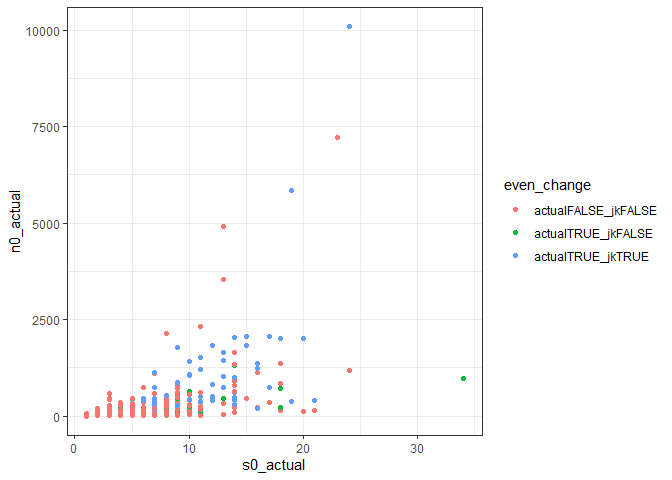 10000
7500
5000
2500
0
n0_actual
0
10
20
30
s0_actual
even_change
actualFALSE_jkFALSE
actualTRUE_jkFALSE
actualTRUE_jkTRUE